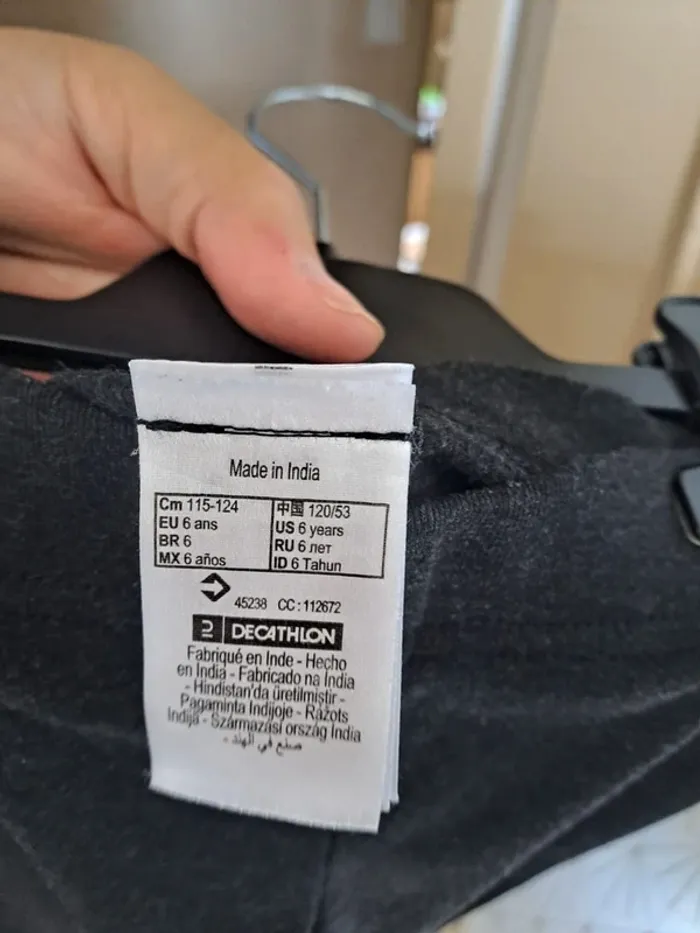 Made in India
Cm 115-124
EU 6 ans
BR 6
MX 6 años
中国 120/53
US 6 years
RU 6 лет
ID 6 Tahun
45238 CC : 112672
DECATHLON
Fabriqué en Inde - Hecho
en India - Fabricado na Índia
- Hindistan'da üretilmiştir -
Pagaminta Indijoje - Ražots
Indijā - Származási ország India
صنع في الهند -